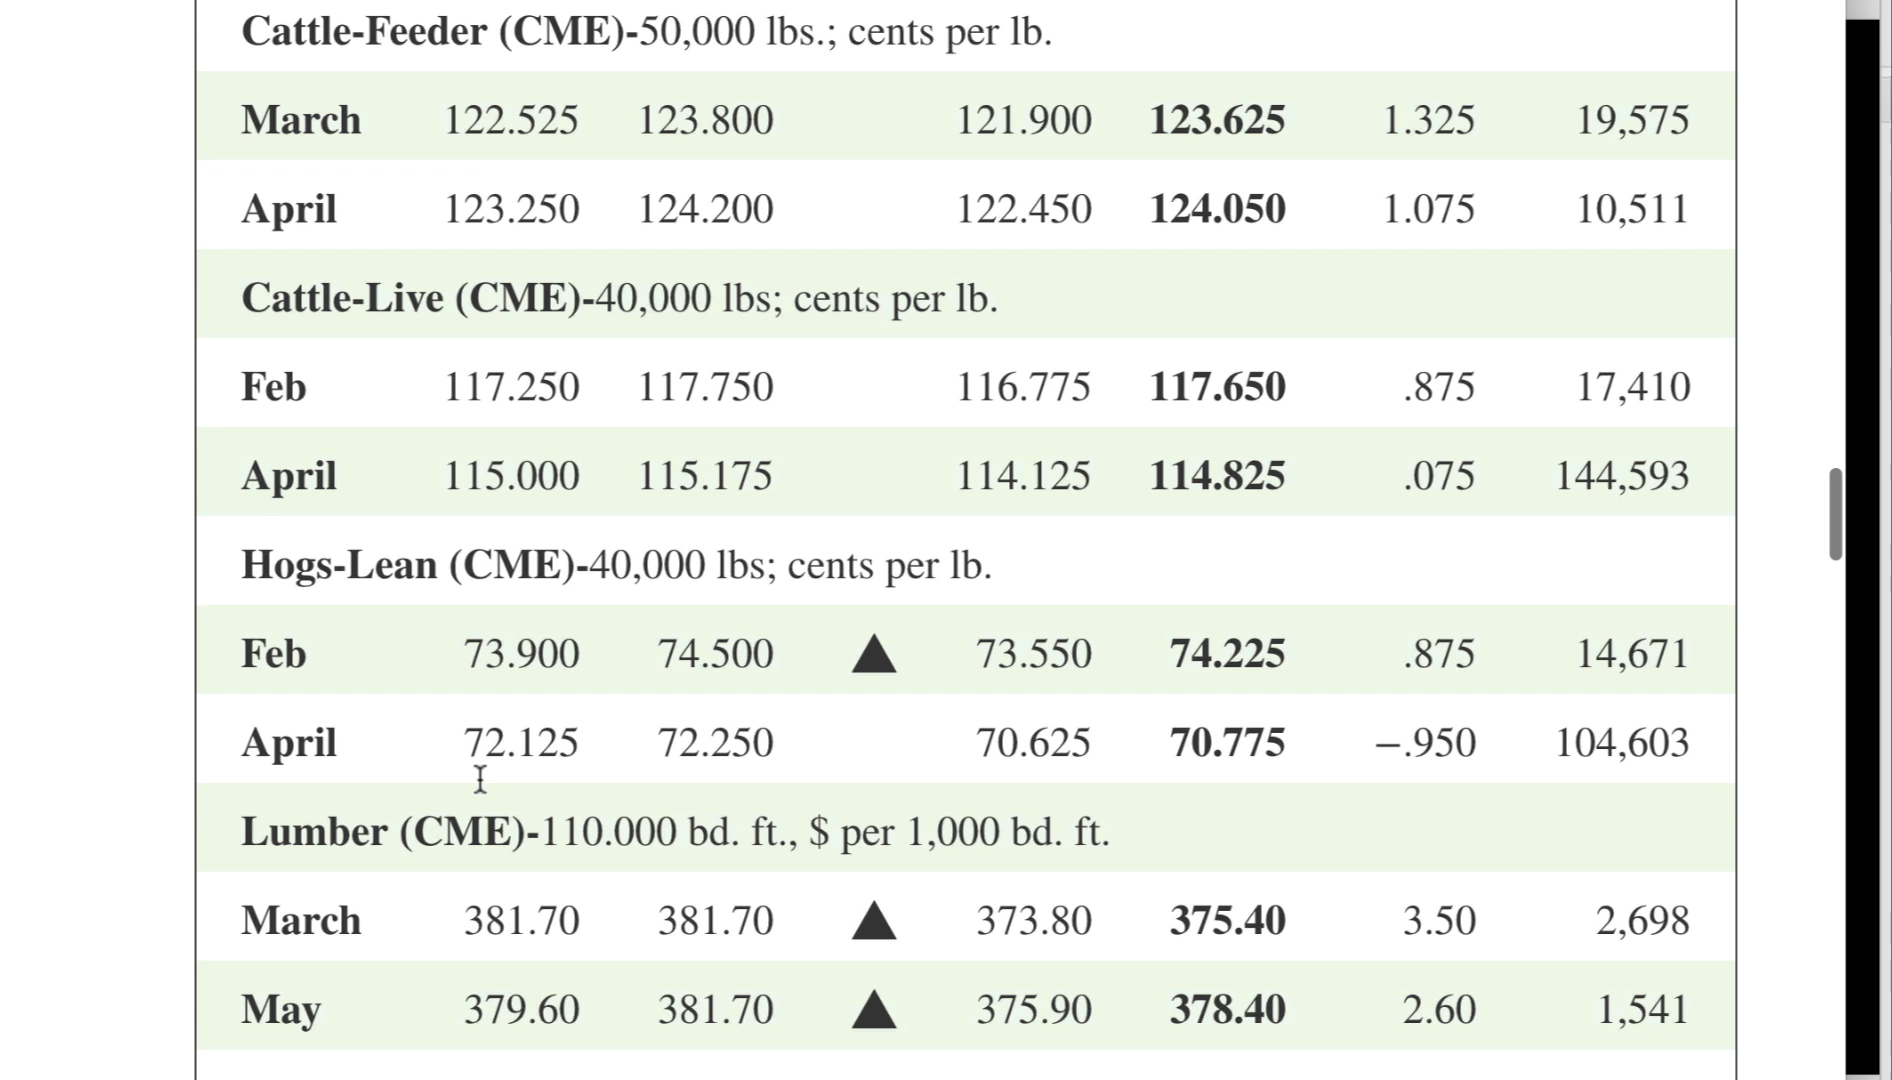 Cattle-Feeder (CME)-50,000 lbs.; cents per lb.
March 122.525 123.800 121.900 123.625 1.325 19,575
April 123.250 124.200 122.450 124.050 1.075 10,511
Cattle-Live (CME)-40,000 lbs; cents per lb.
Feb 117.250 117.750 116.775 117.650 .875 17,410
April 115.000 115.175 114.125 114.825 .075 144,593
Hogs-Lean (CME)-40,000 lbs; cents per lb.
Feb 73.900 74.500 ▲ 73.550 74.225 .875 14,671
April 72.125 72.250 70.625 70.775 –.950 104,603
Lumber (CME)-110.000 bd. ft., $ per 1,000 bd. ft.
March 381.70 381.70 ▲ 373.80 375.40 3.50 2,698
May 379.60 381.70 ▲ 375.90 378.40 2.60 1,541